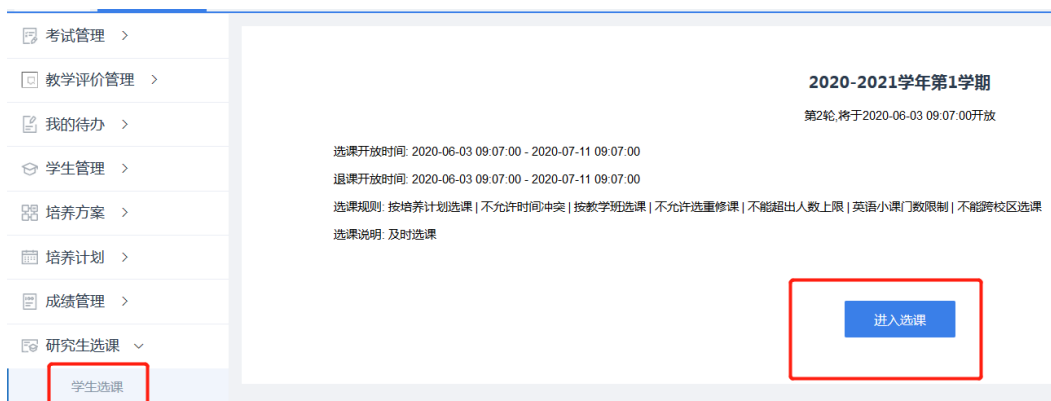 考试管理
教学评价管理
我的待办
学生管理
培养方案
培养计划
成绩管理
研究生选课
学生选课
2020-2021学年第1学期
第2轮,将于2020-06-03 09:07:00开放
选课开放时间: 2020-06-03 09:07:00 - 2020-07-11 09:07:00
退课开放时间: 2020-06-03 09:07:00 - 2020-07-11 09:07:00
选课规则: 按培养计划选课 | 不允许时间冲突 | 按教学班选课 | 不允许选重修课 | 不能超出人数上限 | 英语小课门数限制 | 不能跨校区选课
选课说明: 及时选课
进入选课